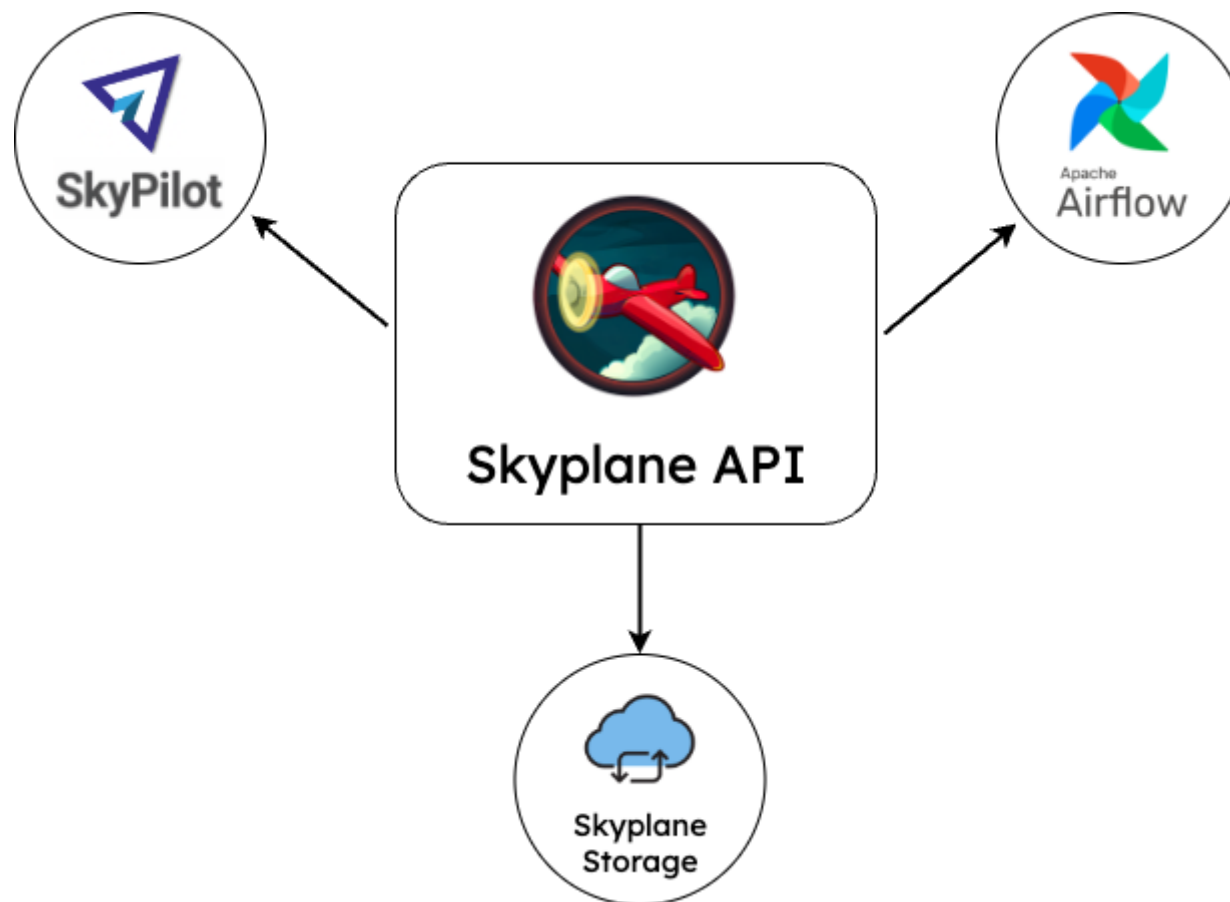 SkyPilot
Apache
Airflow
Skyplane API
Skyplane
Storage